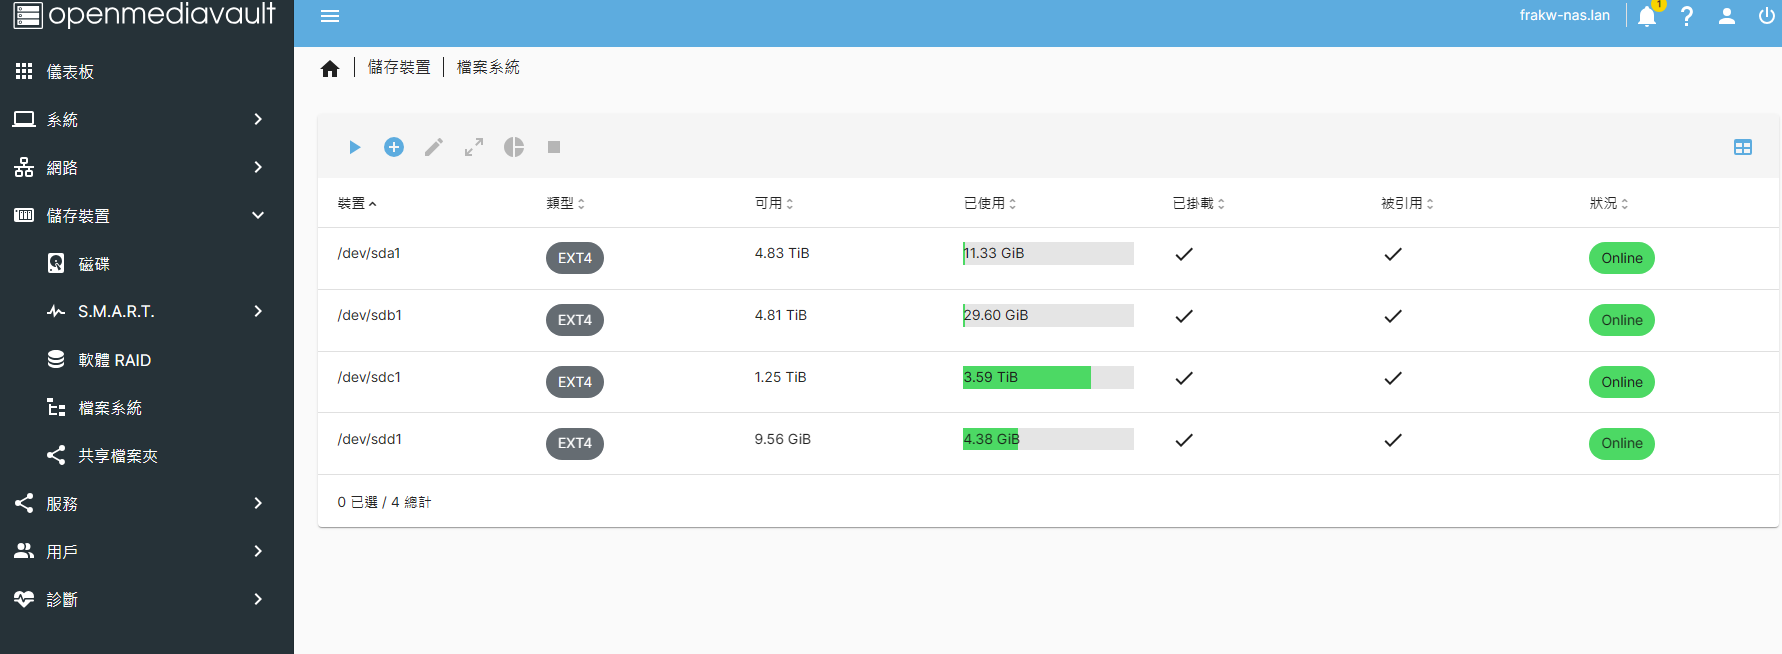 openmediavault
frakw-nas.lan
1
儀表板
系統
網路
儲存裝置
磁碟
S.M.A.R.T.
軟體 RAID
檔案系統
共享檔案夾
服務
用戶
診斷
儲存裝置 檔案系統
裝置 類型 可用 已使用 已掛載 被引用 狀況
/dev/sda1 EXT4 4.83 TiB 11.33 GiB Online
/dev/sdb1 EXT4 4.81 TiB 29.60 GiB Online
/dev/sdc1 EXT4 1.25 TiB 3.59 TiB Online
/dev/sdd1 EXT4 9.56 GiB 4.38 GiB Online
0 已選 / 4 總計